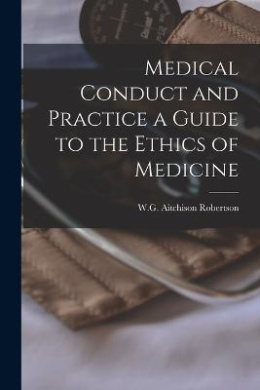 Medical
Conduct and
Practice a Guide
to the Ethics of
Medicine
W.G. Aitchison Robertson